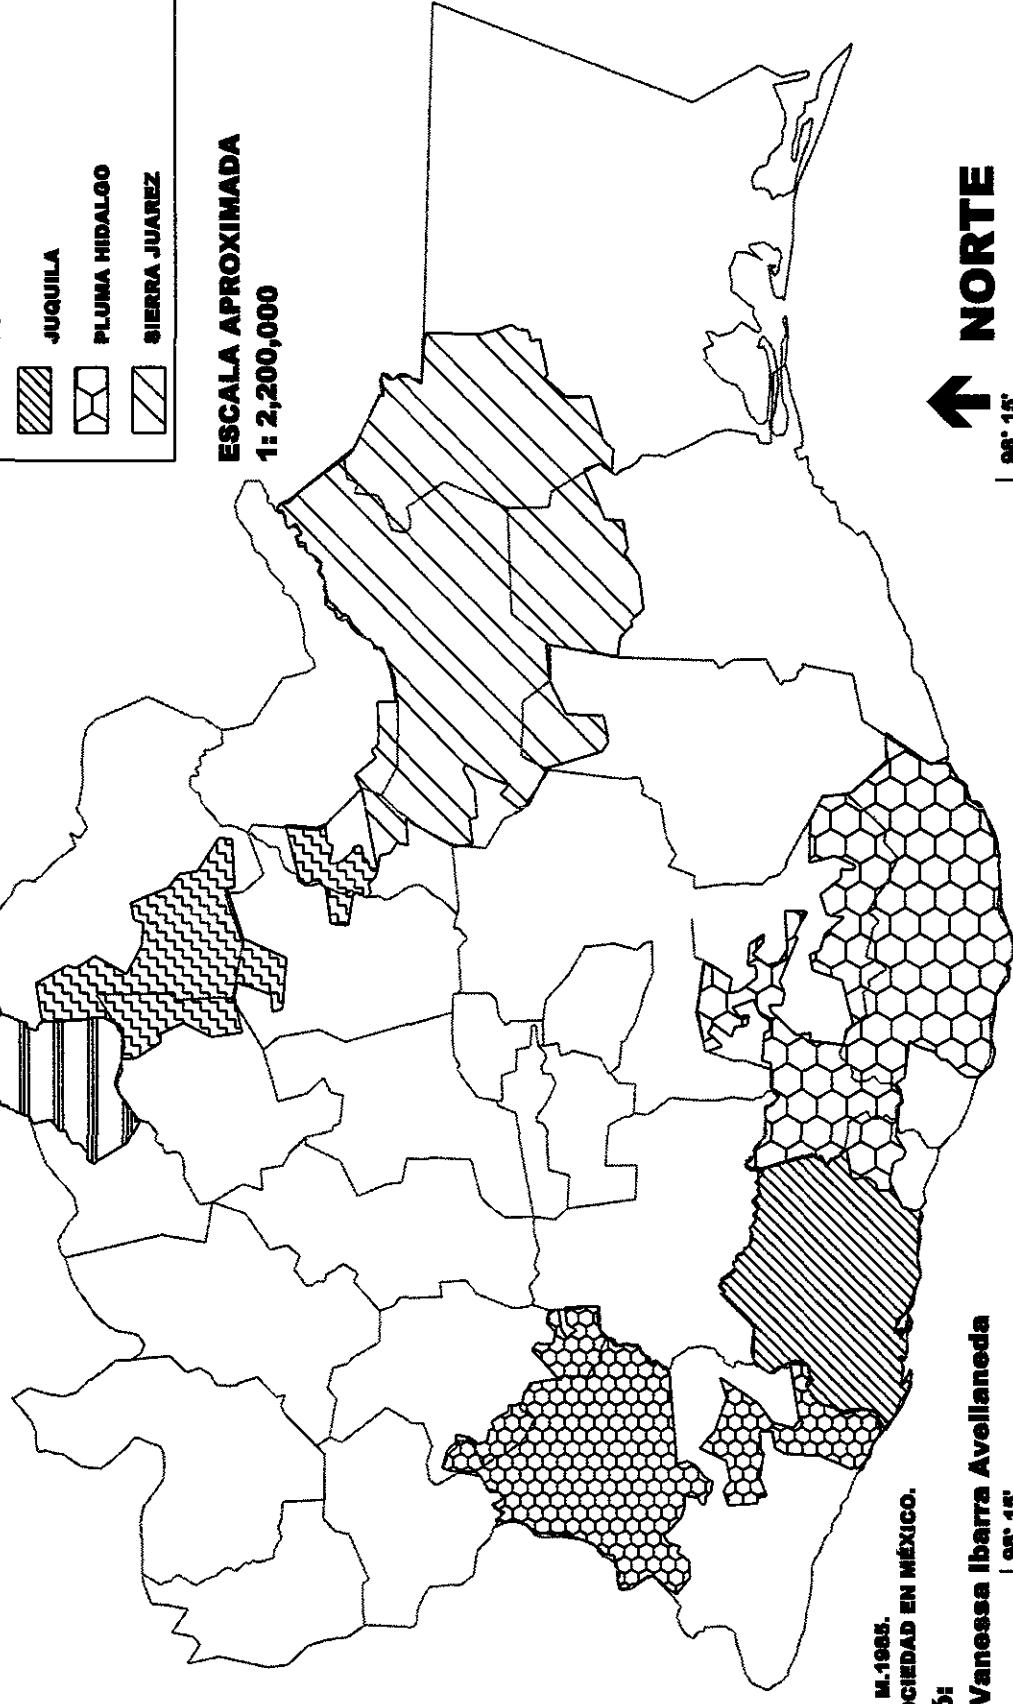 JUQUILA
PLUMA HIDALGO
SIERRA JUAREZ
ESCALA APROXIMADA
1: 2,200,000
NORTE
M.1985.
CIEDAD EN MÉXICO.
Vanessa Ibarra Avellaneda